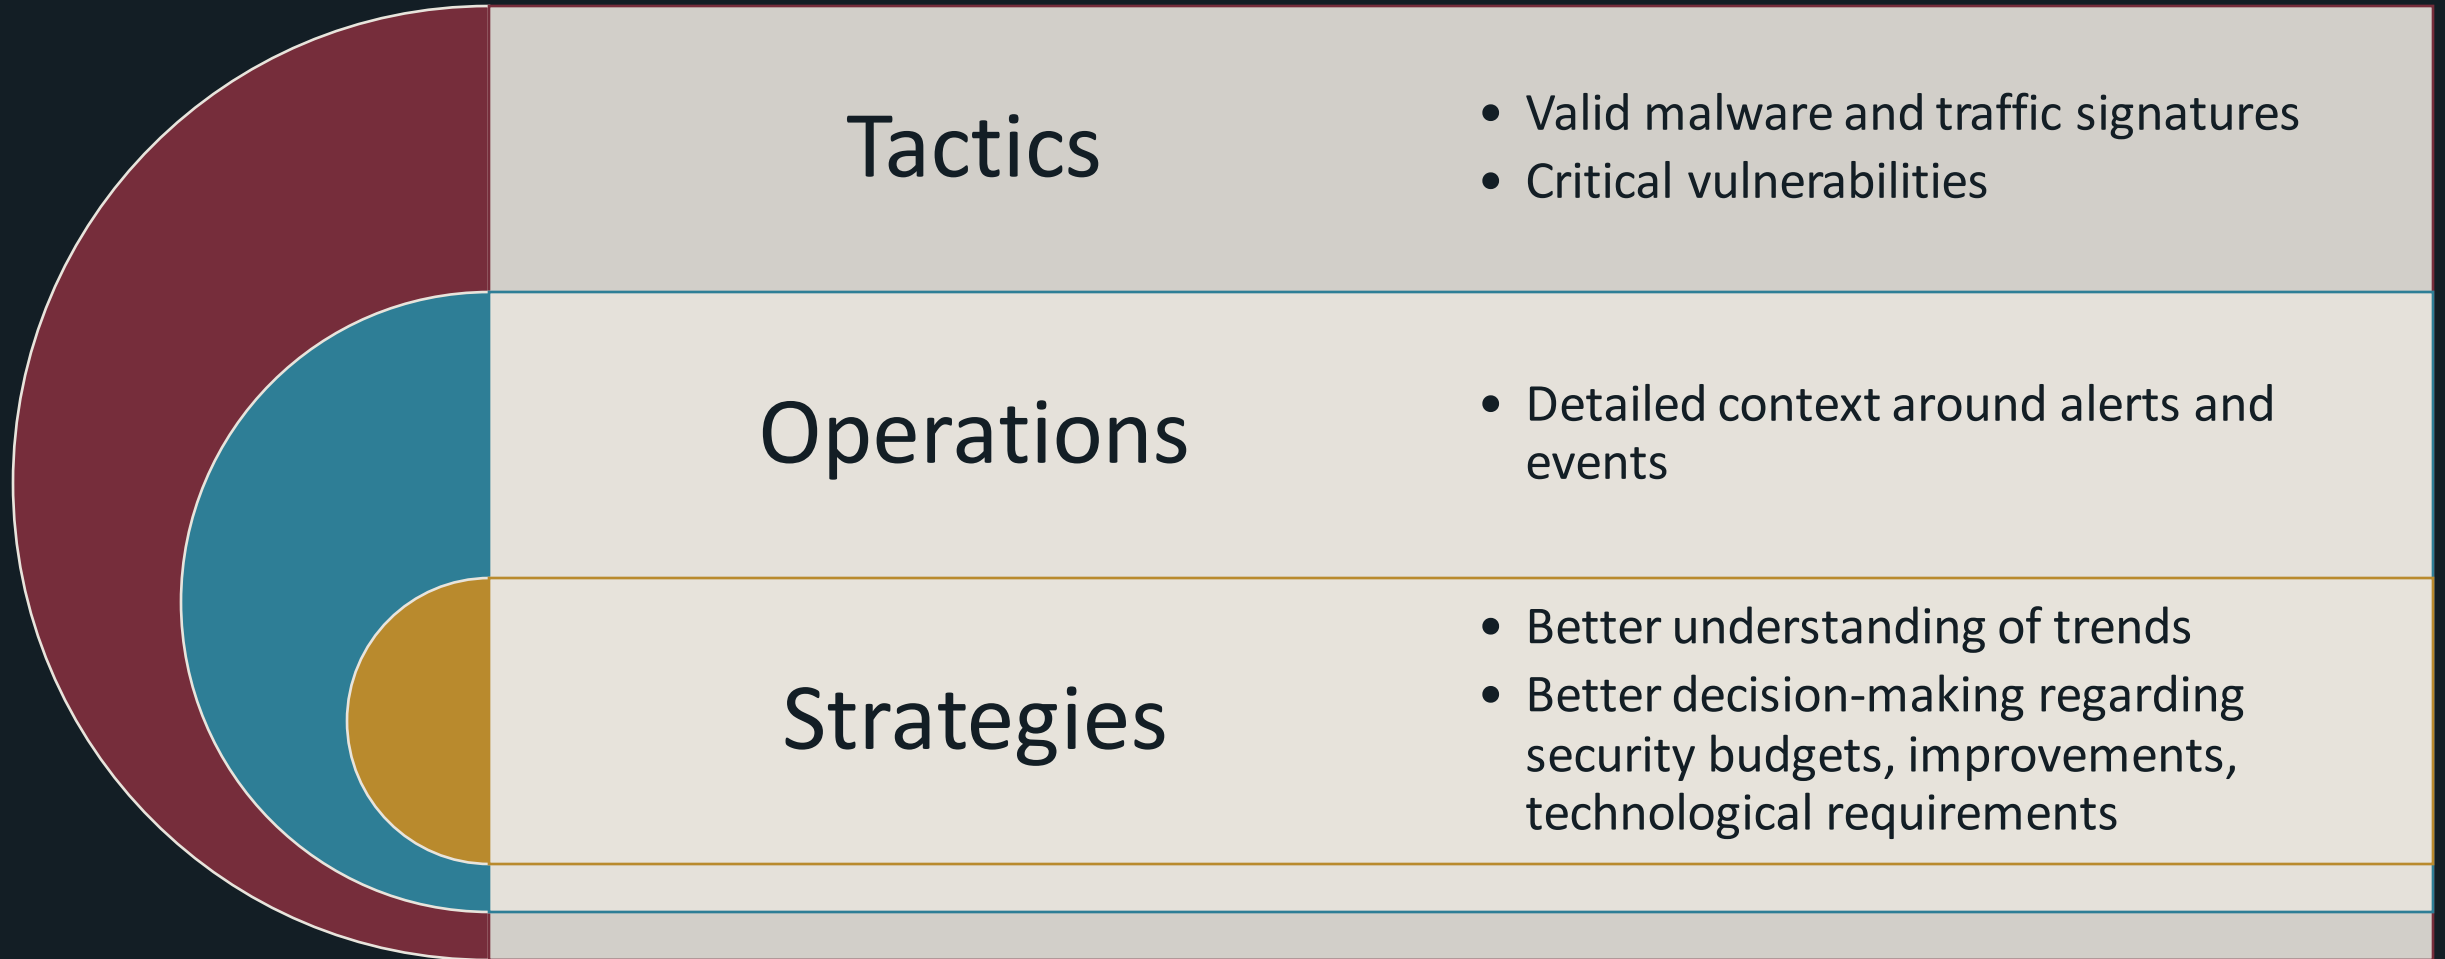 Tactics
• Valid malware and traffic signatures
• Critical vulnerabilities
Operations
• Detailed context around alerts and
events
Strategies
• Better understanding of trends
• Better decision-making regarding
security budgets, improvements,
technological requirements